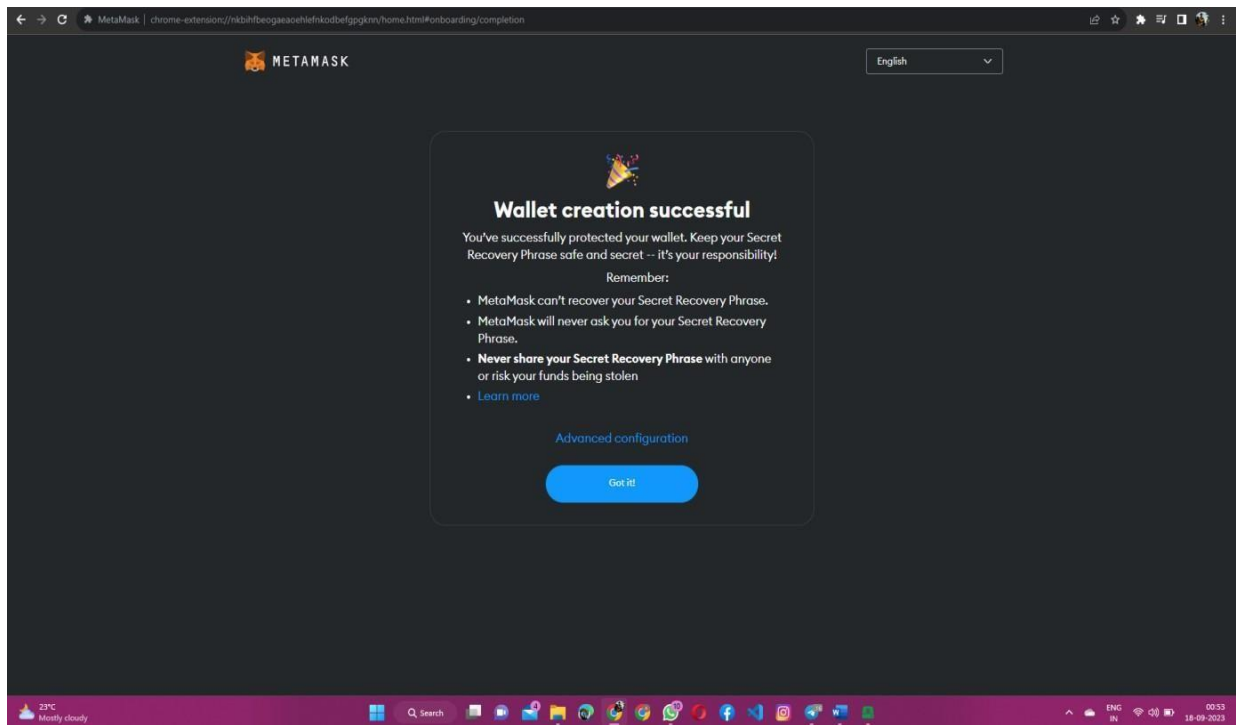 MetaMask | chrome-extension://nkbihfbeogaeaoehlefnkodbefgpgknn/home.html#onboarding/completion
METAMASK
English
Wallet creation successful
You've successfully protected your wallet. Keep your Secret
Recovery Phrase safe and secret -- it's your responsibility!
Remember:
• MetaMask can't recover your Secret Recovery Phrase.
• MetaMask will never ask you for your Secret Recovery
Phrase.
• Never share your Secret Recovery Phrase with anyone
or risk your funds being stolen
• Learn more
Advanced configuration
Got it!
23°C
Mostly cloudy
Search
ENG
IN
00:53
18-09-2023